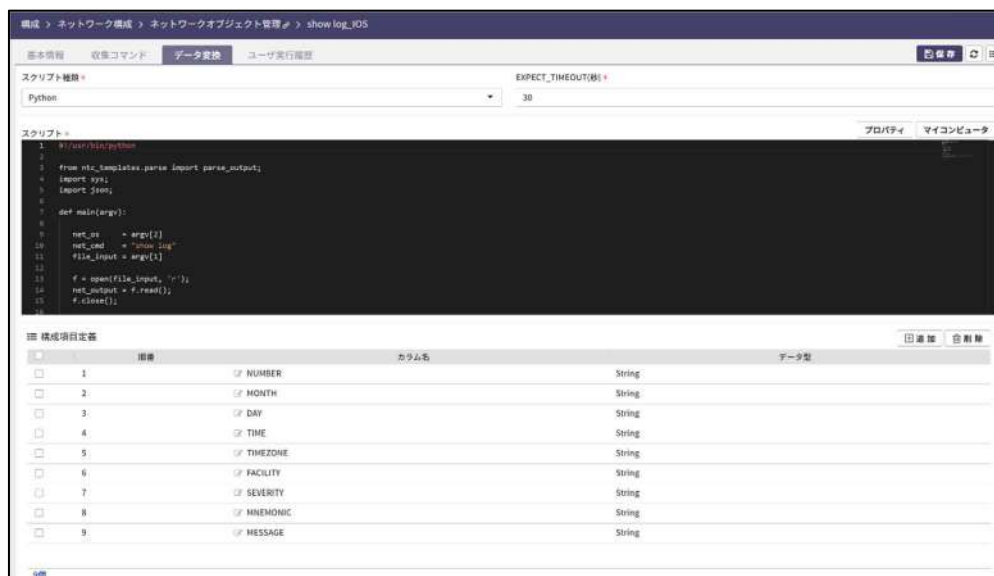 構成 > ネットワーク構成 > ネットワークオブジェクト管理 > show log_IOS
基本情報 収集コマンド データ変換 ユーザ実行履歴 保存
スクリプト種類 * EXPECT_TIMEOUT(秒) *
Python 30
スクリプト * プロパティ マイコンピュータ
1 #!/usr/bin/python
2
3 from ntc_templates.parse import parse_output;
4 import sys;
5 import json;
6
7 def main(argv):
8
9 net_os = argv[2]
10 net_cmd = "show log"
11 file_input = argv[1]
12
13 f = open(file_input, 'r');
14 net_output = f.read();
15 f.close();
16
構成項目定義 追加 削除
順番 カラム名 データ型
1 NUMBER String
2 MONTH String
3 DAY String
4 TIME String
5 TIMEZONE String
6 FACILITY String
7 SEVERITY String
8 MNEMONIC String
9 MESSAGE String